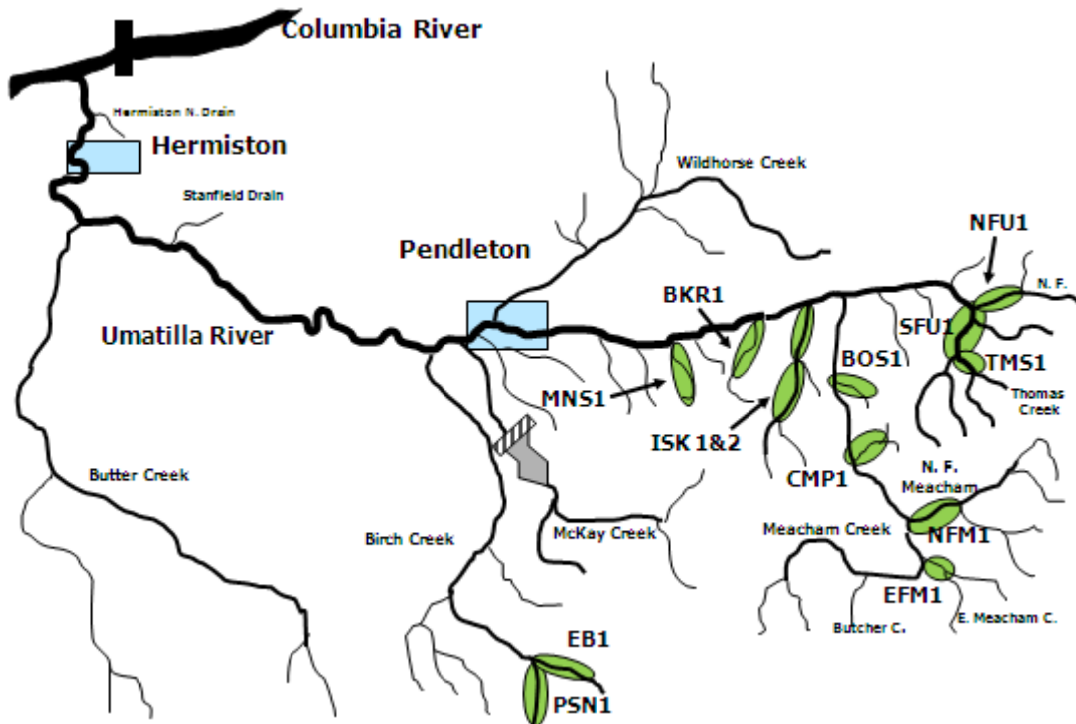 Columbia River
Hermiston N. Drain
Hermiston
Stanfield Drain
Wildhorse Creek
Pendleton
NFU1
N. F.
BKR1
Umatilla River
SFU1
BOS1
TMS1
MNS1
Thomas
Creek
ISK 1&2
CMP1
N. F.
Meacham
Butter Creek
Birch Creek
McKay Creek
Meacham Creek
NFM1
EFM1
Butcher C.
E. Meacham C.
EB1
PSN1